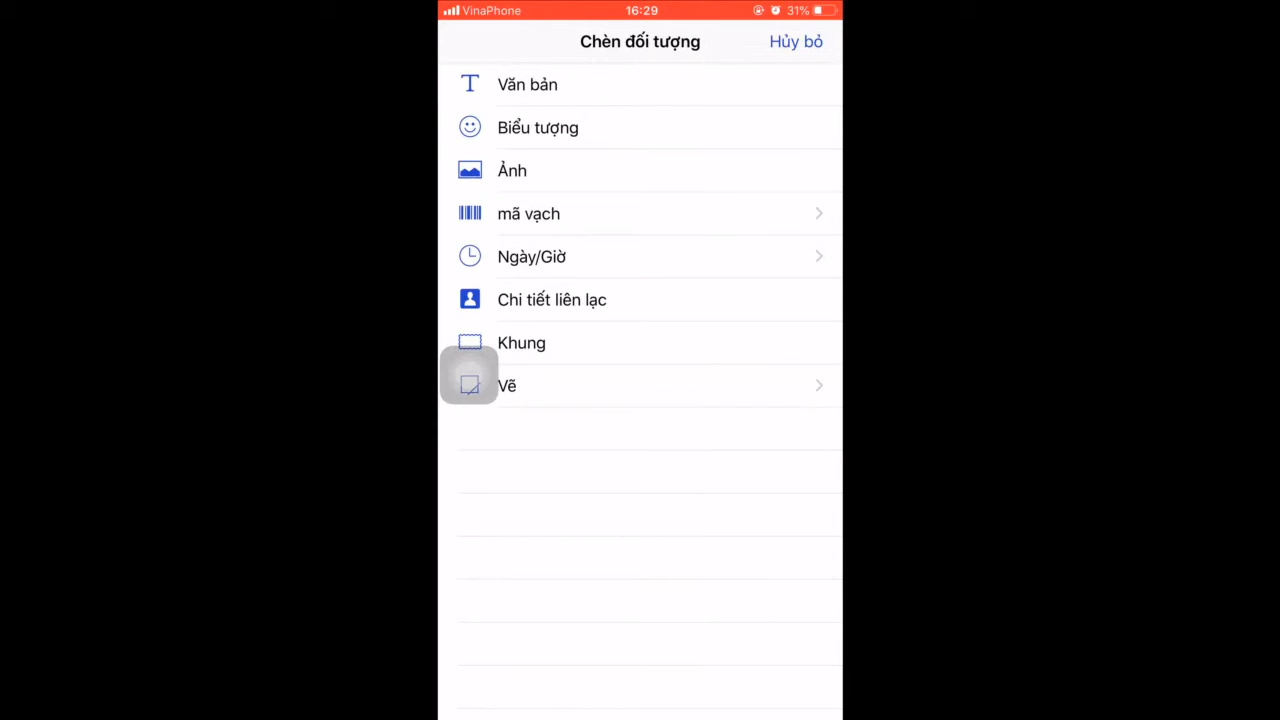 VinaPhone 16:29 31%
Chèn đối tượng Hủy bỏ
Văn bản
Biểu tượng
Ảnh
mã vạch
Ngày/Giờ
Chi tiết liên lạc
Khung
Vẽ